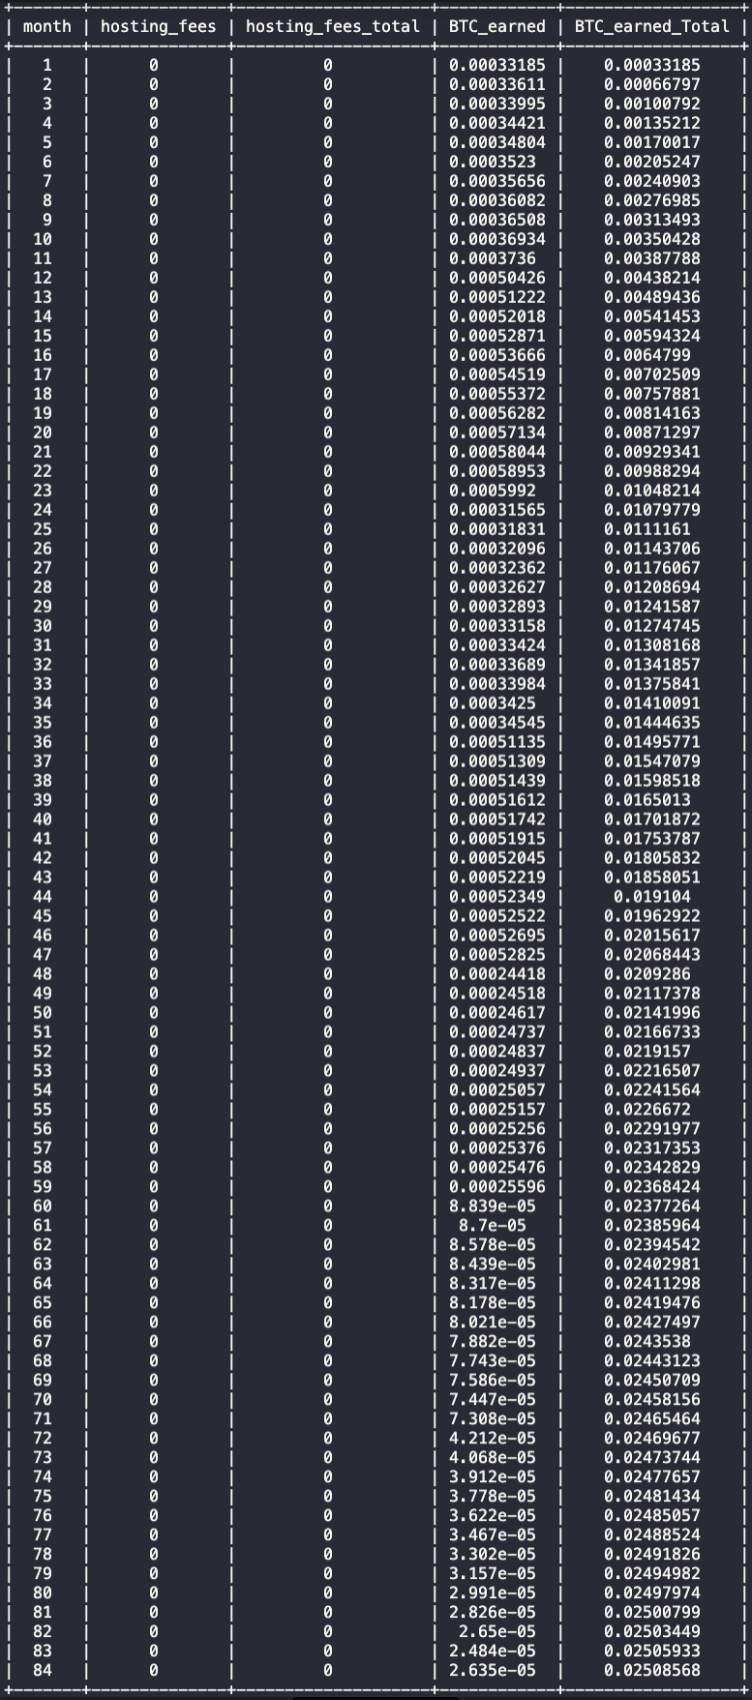 | month | hosting_fees | hosting_fees_total | BTC_earned | BTC_earned_Total |
| 1 | 0 | 0 | 0.00033185 | 0.00033185 |
| 2 | 0 | 0 | 0.00033611 | 0.00066797 |
| 3 | 0 | 0 | 0.00033995 | 0.00100792 |
| 4 | 0 | 0 | 0.00034421 | 0.00135212 |
| 5 | 0 | 0 | 0.00034804 | 0.00170017 |
| 6 | 0 | 0 | 0.0003523 | 0.00205247 |
| 7 | 0 | 0 | 0.00035656 | 0.00240903 |
| 8 | 0 | 0 | 0.00036082 | 0.00276985 |
| 9 | 0 | 0 | 0.00036508 | 0.00313493 |
| 10 | 0 | 0 | 0.00036934 | 0.00350428 |
| 11 | 0 | 0 | 0.0003736 | 0.00387788 |
| 12 | 0 | 0 | 0.00050426 | 0.00438214 |
| 13 | 0 | 0 | 0.00051222 | 0.00489436 |
| 14 | 0 | 0 | 0.00052018 | 0.00541453 |
| 15 | 0 | 0 | 0.00052871 | 0.00594324 |
| 16 | 0 | 0 | 0.00053666 | 0.0064799 |
| 17 | 0 | 0 | 0.00054519 | 0.00702509 |
| 18 | 0 | 0 | 0.00055372 | 0.00757881 |
| 19 | 0 | 0 | 0.00056282 | 0.00814163 |
| 20 | 0 | 0 | 0.00057134 | 0.00871297 |
| 21 | 0 | 0 | 0.00058044 | 0.00929341 |
| 22 | 0 | 0 | 0.00058953 | 0.00988294 |
| 23 | 0 | 0 | 0.0005992 | 0.01048214 |
| 24 | 0 | 0 | 0.00031565 | 0.01079779 |
| 25 | 0 | 0 | 0.00031831 | 0.0111161 |
| 26 | 0 | 0 | 0.00032096 | 0.01143706 |
| 27 | 0 | 0 | 0.00032362 | 0.01176067 |
| 28 | 0 | 0 | 0.00032627 | 0.01208694 |
| 29 | 0 | 0 | 0.00032893 | 0.01241587 |
| 30 | 0 | 0 | 0.00033158 | 0.01274745 |
| 31 | 0 | 0 | 0.00033424 | 0.01308168 |
| 32 | 0 | 0 | 0.00033689 | 0.01341857 |
| 33 | 0 | 0 | 0.00033984 | 0.01375841 |
| 34 | 0 | 0 | 0.0003425 | 0.01410091 |
| 35 | 0 | 0 | 0.00034545 | 0.01444635 |
| 36 | 0 | 0 | 0.00051135 | 0.01495771 |
| 37 | 0 | 0 | 0.00051309 | 0.01547079 |
| 38 | 0 | 0 | 0.00051439 | 0.01598518 |
| 39 | 0 | 0 | 0.00051612 | 0.0165013 |
| 40 | 0 | 0 | 0.00051742 | 0.01701872 |
| 41 | 0 | 0 | 0.00051915 | 0.01753787 |
| 42 | 0 | 0 | 0.00052045 | 0.01805832 |
| 43 | 0 | 0 | 0.00052219 | 0.01858051 |
| 44 | 0 | 0 | 0.00052349 | 0.019104 |
| 45 | 0 | 0 | 0.00052522 | 0.01962922 |
| 46 | 0 | 0 | 0.00052695 | 0.02015617 |
| 47 | 0 | 0 | 0.00052825 | 0.02068443 |
| 48 | 0 | 0 | 0.00024418 | 0.0209286 |
| 49 | 0 | 0 | 0.00024518 | 0.02117378 |
| 50 | 0 | 0 | 0.00024617 | 0.02141996 |
| 51 | 0 | 0 | 0.00024737 | 0.02166733 |
| 52 | 0 | 0 | 0.00024837 | 0.0219157 |
| 53 | 0 | 0 | 0.00024937 | 0.02216507 |
| 54 | 0 | 0 | 0.00025057 | 0.02241564 |
| 55 | 0 | 0 | 0.00025157 | 0.0226672 |
| 56 | 0 | 0 | 0.00025256 | 0.02291977 |
| 57 | 0 | 0 | 0.00025376 | 0.02317353 |
| 58 | 0 | 0 | 0.00025476 | 0.02342829 |
| 59 | 0 | 0 | 0.00025596 | 0.02368424 |
| 60 | 0 | 0 | 8.839e-05 | 0.02377264 |
| 61 | 0 | 0 | 8.7e-05 | 0.02385964 |
| 62 | 0 | 0 | 8.578e-05 | 0.02394542 |
| 63 | 0 | 0 | 8.439e-05 | 0.02402981 |
| 64 | 0 | 0 | 8.317e-05 | 0.02411298 |
| 65 | 0 | 0 | 8.178e-05 | 0.02419476 |
| 66 | 0 | 0 | 8.021e-05 | 0.02427497 |
| 67 | 0 | 0 | 7.882e-05 | 0.0243538 |
| 68 | 0 | 0 | 7.743e-05 | 0.02443123 |
| 69 | 0 | 0 | 7.586e-05 | 0.02450709 |
| 70 | 0 | 0 | 7.447e-05 | 0.02458156 |
| 71 | 0 | 0 | 7.308e-05 | 0.02465464 |
| 72 | 0 | 0 | 4.212e-05 | 0.02469677 |
| 73 | 0 | 0 | 4.068e-05 | 0.02473744 |
| 74 | 0 | 0 | 3.912e-05 | 0.02477657 |
| 75 | 0 | 0 | 3.778e-05 | 0.02481434 |
| 76 | 0 | 0 | 3.622e-05 | 0.02485057 |
| 77 | 0 | 0 | 3.467e-05 | 0.02488524 |
| 78 | 0 | 0 | 3.302e-05 | 0.02491826 |
| 79 | 0 | 0 | 3.157e-05 | 0.02494982 |
| 80 | 0 | 0 | 2.991e-05 | 0.02497974 |
| 81 | 0 | 0 | 2.826e-05 | 0.02500799 |
| 82 | 0 | 0 | 2.65e-05 | 0.02503449 |
| 83 | 0 | 0 | 2.484e-05 | 0.02505933 |
| 84 | 0 | 0 | 2.635e-05 | 0.02508568 |